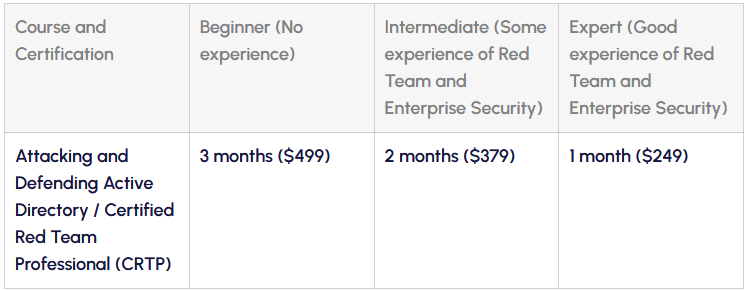 Course and
Certification
Beginner (No
experience)
Intermediate (Some
experience of Red
Team and
Enterprise Security)
Expert (Good
experience of Red
Team and
Enterprise Security)
Attacking and
Defending Active
Directory / Certified
Red Team
Professional (CRTP)
3 months ($499)
2 months ($379)
1 month ($249)